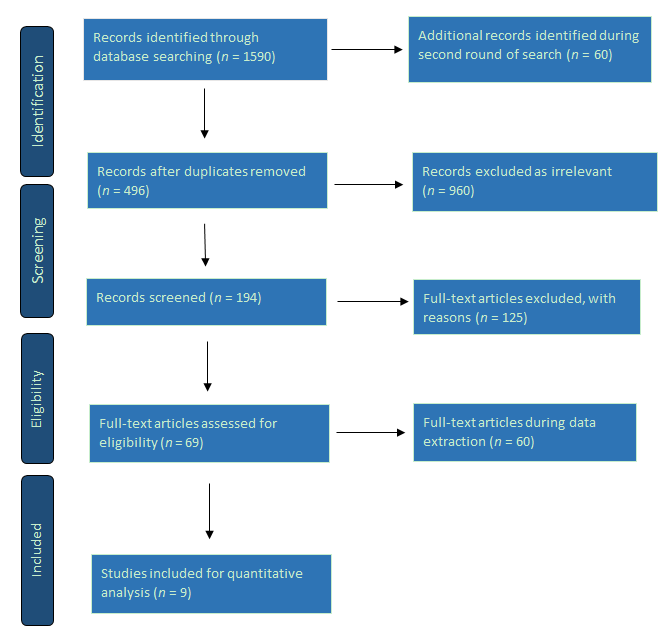 Identification
Records identified through
database searching (n = 1590)
Additional records identified during
second round of search (n = 60)
Records after duplicates removed
(n = 496)
Records excluded as irrelevant
(n = 960)
Screening
Records screened (n = 194)
Full-text articles excluded, with
reasons (n = 125)
Eligibility
Full-text articles assessed for
eligibility (n = 69)
Full-text articles during data
extraction (n = 60)
Included
Studies included for quantitative
analysis (n = 9)